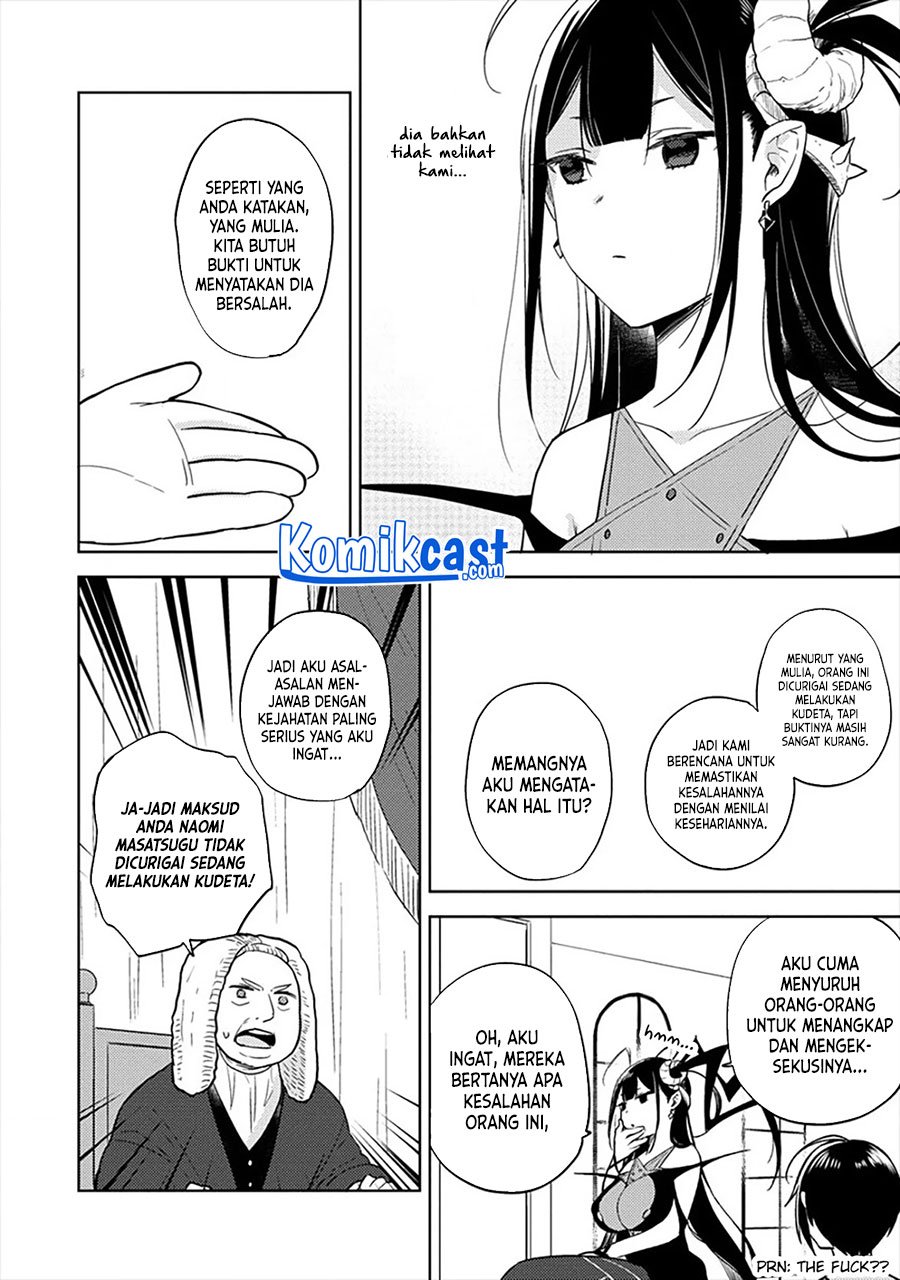 dia bahkan
tidak melihat
kami...
SEPERTI YANG
ANDA KATAKAN,
YANG MULIA.
KITA BUTUH
BUKTI UNTUK
MENYATAKAN DIA
BERSALAH.
Komikcast
.com
MENURUT YANG
MULIA, ORANG INI
DICURIGAI SEDANG
MELAKUKAN
KUDETA, TAPI
BUKTINYA MASIH
SANGAT KURANG.
JADI KAMI
BERENCANA UNTUK
MEMASTIKAN
KESALAHANNYA
DENGAN MENILAI
KESEHARIANNYA.
MEMANGNYA
AKU MENGATA-
KAN HAL ITU?
AKU CUMA
MENYURUH
ORANG-ORANG
UNTUK MENANGKAP
DAN MENGEK-
SEKUSINYA...
hmm...
OH, AKU
INGAT, MEREKA
BERTANYA APA
KESALAHAN
ORANG INI,
PRN: THE FUCK??
JADI AKU ASAL-
ASALAN MEN-
JAWAB DENGAN
KEJAHATAN PALING
SERIUS YANG AKU
INGAT...
JA-JADI MAKSUD
ANDA NAOMI
MASATSUGU TIDAK
DICURIGAI SEDANG
MELAKUKAN KUDETA!